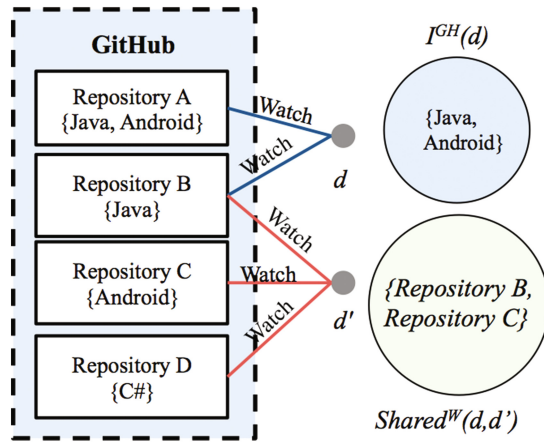 GitHub
Repository A
{Java, Android}
Repository B
{Java}
Repository C
{Android}
Repository D
{C#}
Watch
Watch
Watch
Watch
Watch
d
d'
I^GH(d)
{Java,
Android}
{Repository B,
Repository C}
Shared^W(d,d’)